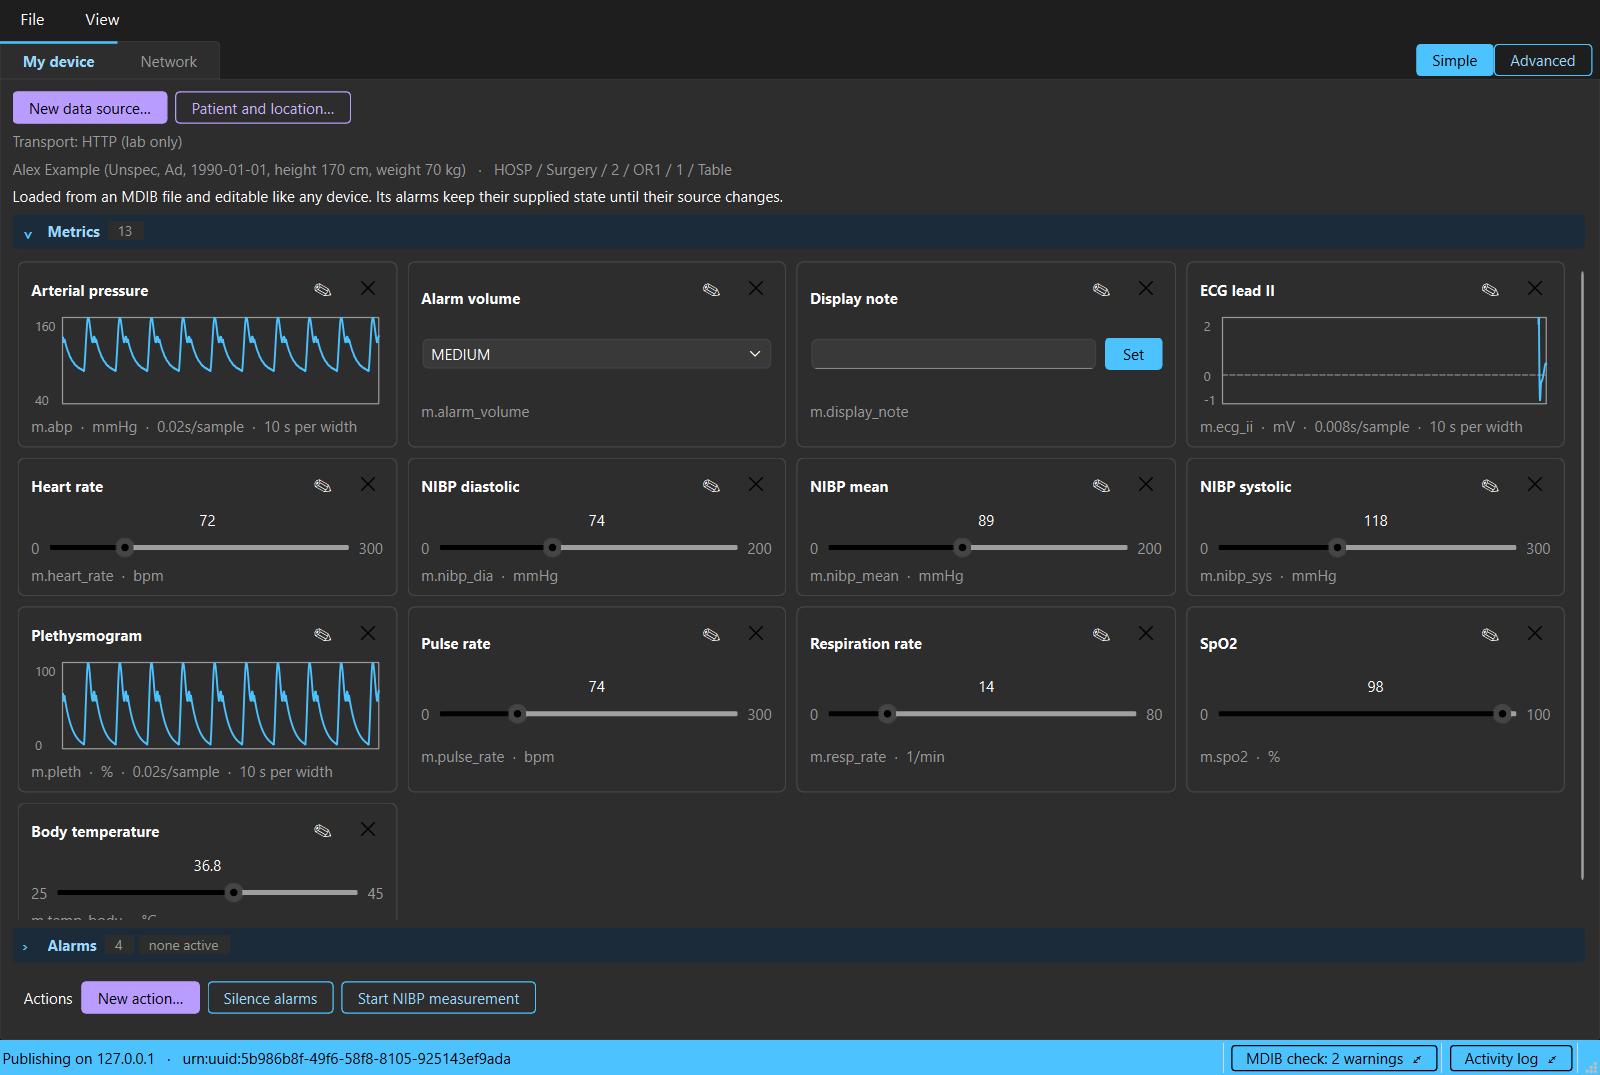 File View
My device Network Simple Advanced
New data source... Patient and location...
Transport: HTTP (lab only)
Alex Example (Unspec, Ad, 1990-01-01, height 170 cm, weight 70 kg) · HOSP / Surgery / 2 / OR1 / 1 / Table
Loaded from an MDIB file and editable like any device. Its alarms keep their supplied state until their source changes.
Metrics 13
Arterial pressure
160
40
m.abp · mmHg · 0.02s/sample · 10 s per width
Alarm volume
MEDIUM
m.alarm_volume
Display note
Set
m.display_note
ECG lead II
2
0
-1
m.ecg_ii · mV · 0.008s/sample · 10 s per width
Heart rate
72
0 300
m.heart_rate · bpm
NIBP diastolic
74
0 200
m.nibp_dia · mmHg
NIBP mean
89
0 200
m.nibp_mean · mmHg
NIBP systolic
118
0 300
m.nibp_sys · mmHg
Plethysmogram
100
0
m.pleth · % · 0.02s/sample · 10 s per width
Pulse rate
74
0 300
m.pulse_rate · bpm
Respiration rate
14
0 80
m.resp_rate · 1/min
SpO2
98
0 100
m.spo2 · %
Body temperature
36.8
25 45
m.temp_body · °C
Alarms 4 none active
Actions New action... Silence alarms Start NIBP measurement
Publishing on 127.0.0.1 · urn:uuid:5b986b8f-49f6-58f8-8105-925143ef9ada MDIB check: 2 warnings Activity log